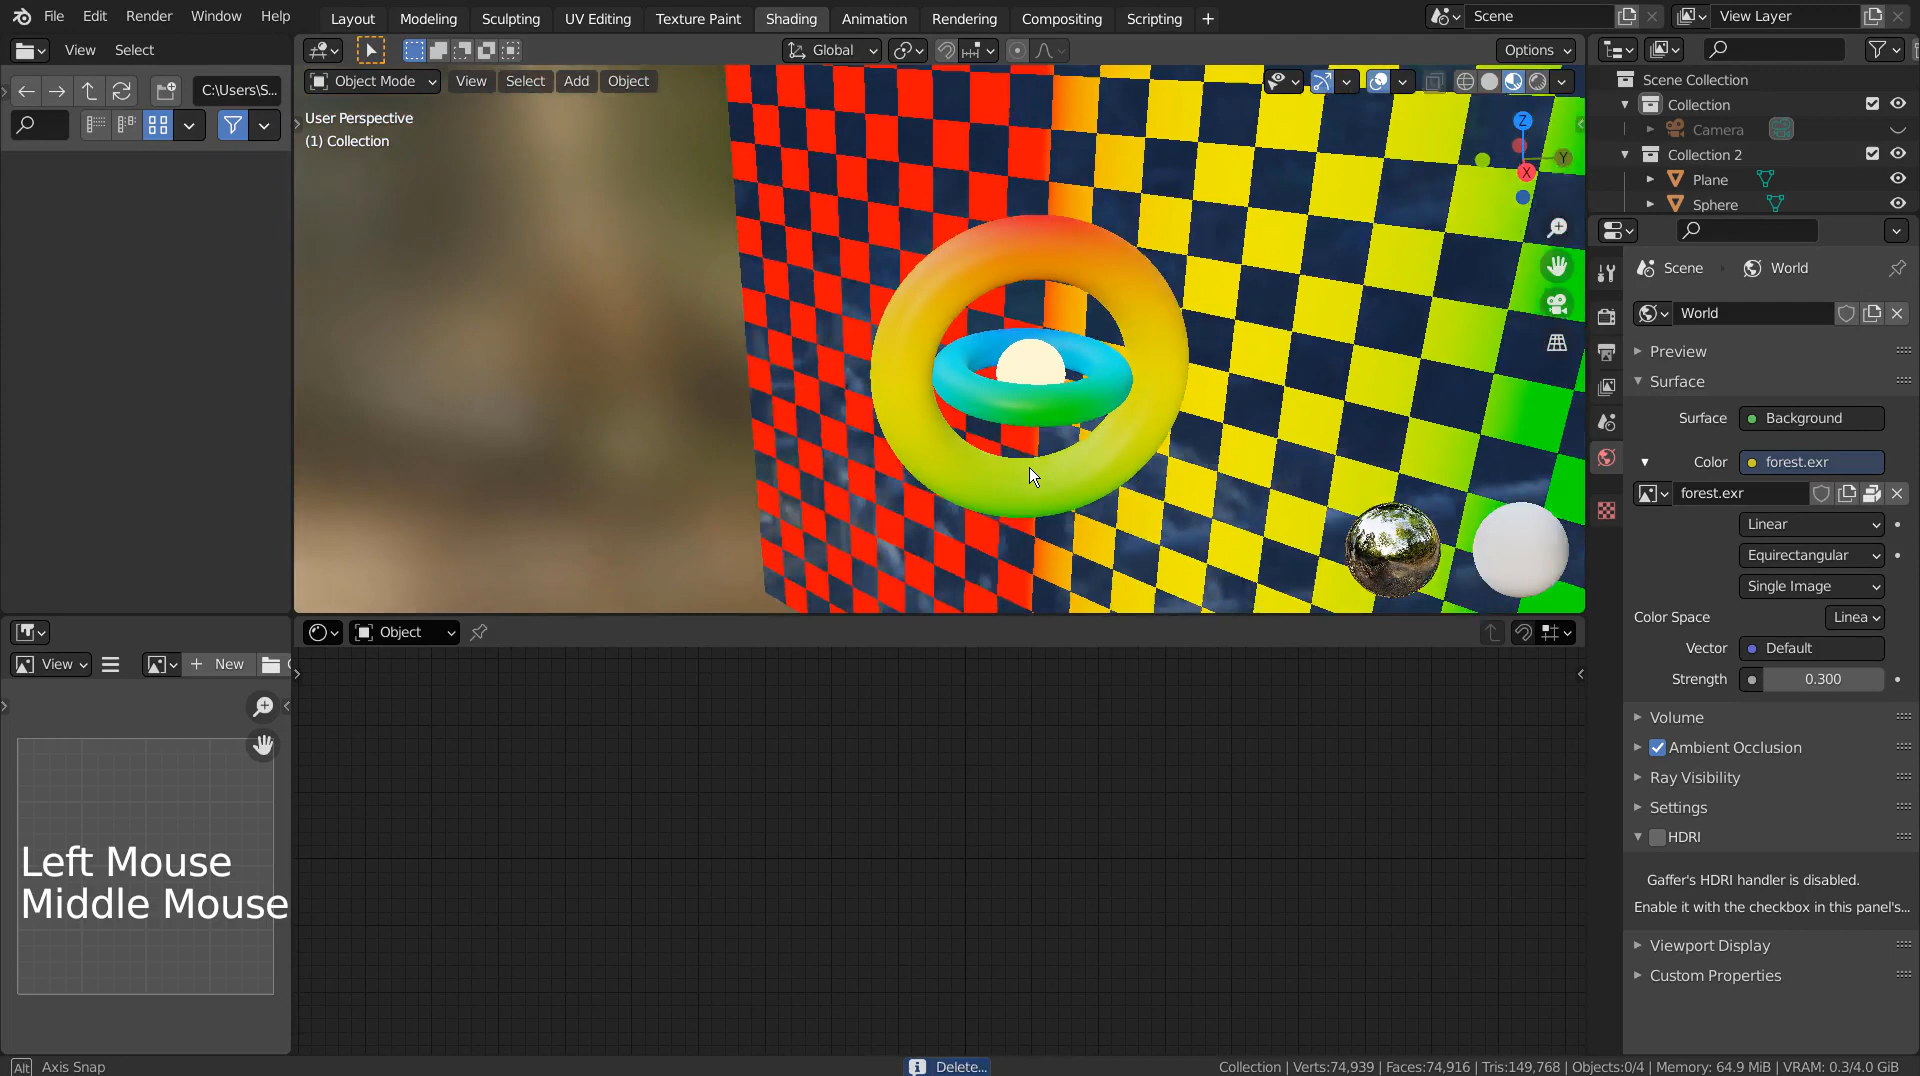 File Edit Render Window Help
Layout Modeling Sculpting UV Editing Texture Paint Shading Animation Rendering Compositing Scripting +
Scene
View Layer
View Select
Global
Options
C:\Users\S...
Object Mode View Select Add Object
User Perspective
(1) Collection
Z
Y
X
Scene Collection
Collection
Camera
Collection 2
Plane
Sphere
Scene World
World
Preview
Surface
Surface Background
Color forest.exr
forest.exr
Linear
Equirectangular
Single Image
Color Space Linea
Vector Default
Strength 0.300
Volume
Ambient Occlusion
Ray Visibility
Settings
HDRI
Gaffer's HDRI handler is disabled.
Enable it with the checkbox in this panel's...
Viewport Display
Custom Properties
Object
View
+ New
Left Mouse
Middle Mouse
Alt Axis Snap
Delete...
Collection | Verts:74,939 | Faces:74,916 | Tris:149,768 | Objects:0/4 | Memory: 64.9 MiB | VRAM: 0.3/4.0 GiB